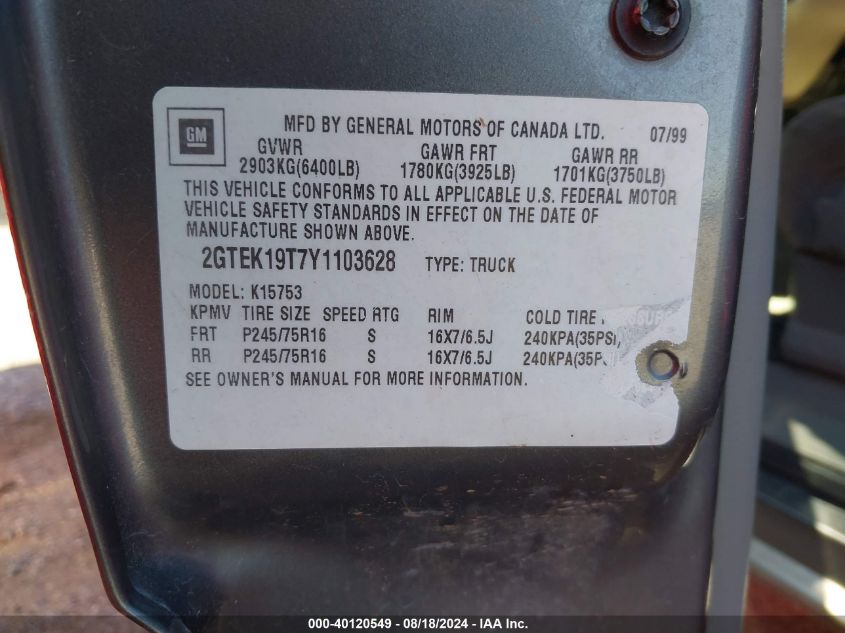 GM
MFD BY GENERAL MOTORS OF CANADA LTD. 07/99
GVWR GAWR FRT GAWR RR
2903KG(6400LB) 1780KG(3925LB) 1701KG(3750LB)
THIS VEHICLE CONFORMS TO ALL APPLICABLE U.S. FEDERAL MOTOR
VEHICLE SAFETY STANDARDS IN EFFECT ON THE DATE OF
MANUFACTURE SHOWN ABOVE.
2GTEK19T7Y1103628 TYPE: TRUCK
MODEL: K15753
KPMV TIRE SIZE SPEED RTG RIM COLD TIRE
FRT P245/75R16 S 16X7/6.5J 240KPA(35PSI)
RR P245/75R16 S 16X7/6.5J 240KPA(35P
SEE OWNER'S MANUAL FOR MORE INFORMATION.
000-40120549 - 08/18/2024 - IAA Inc.